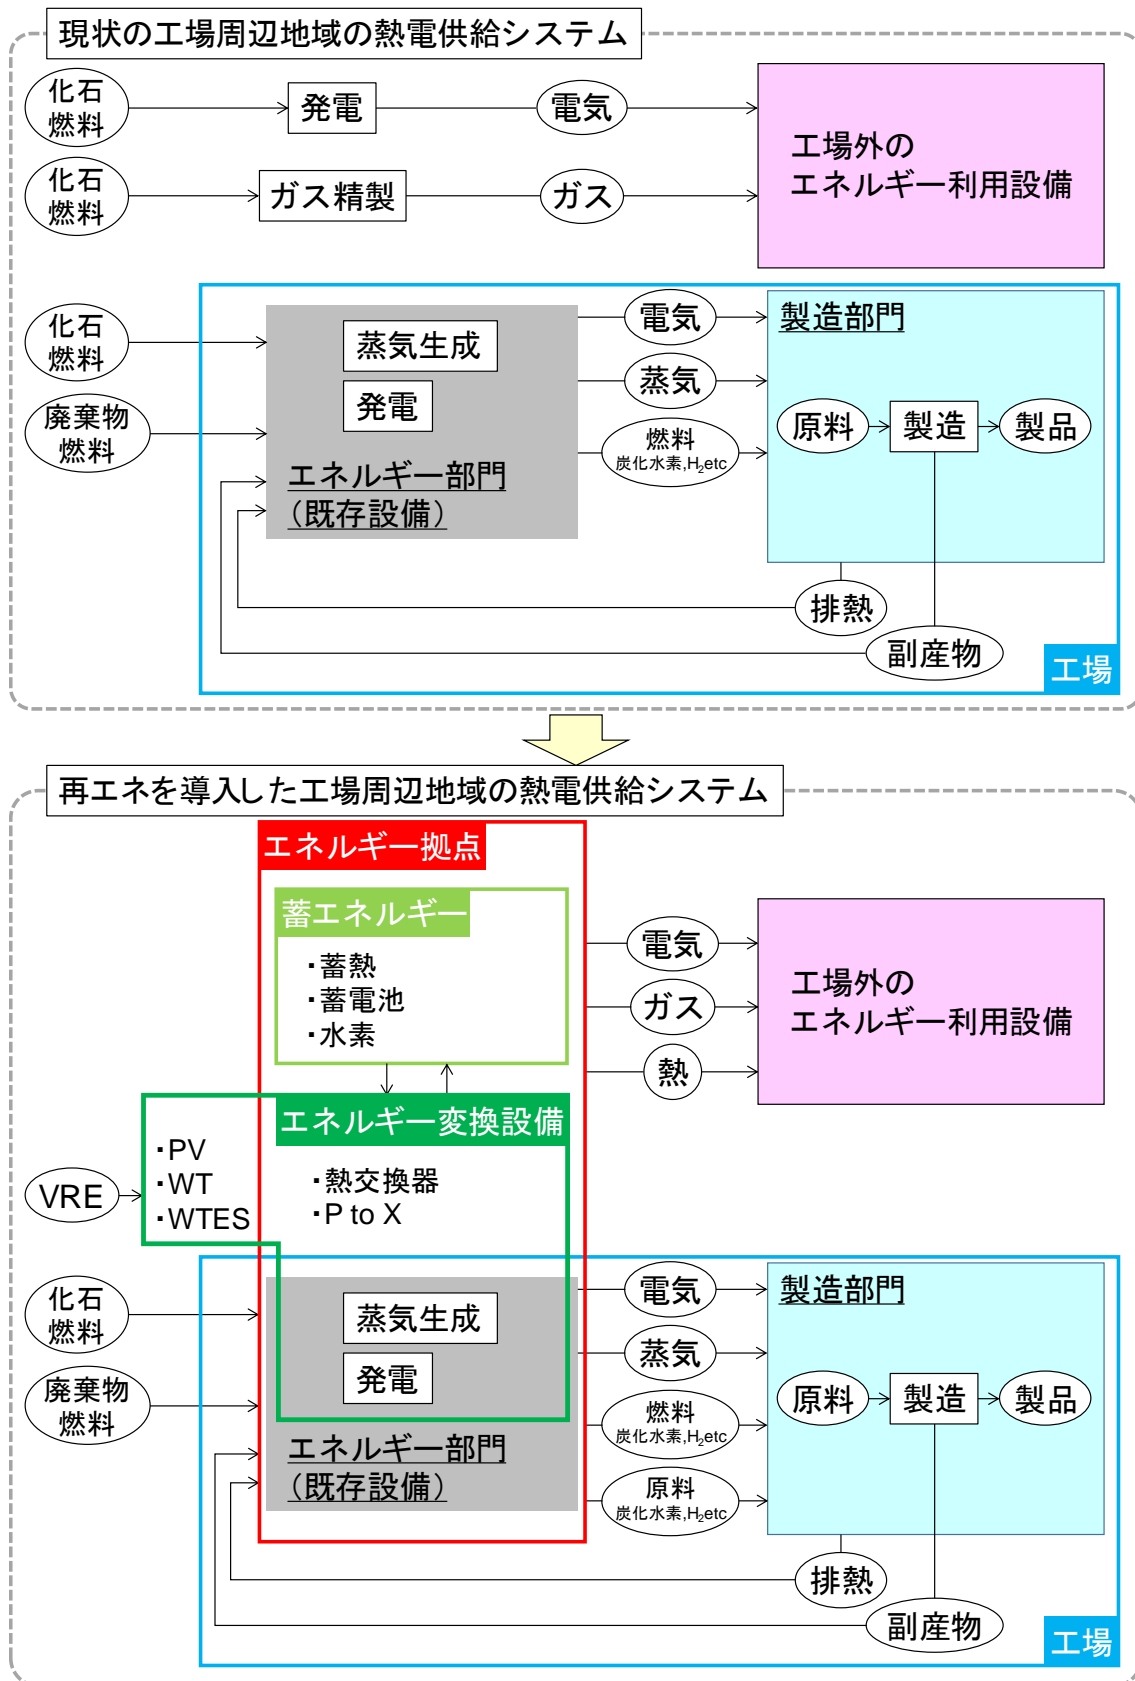 現状の工場周辺地域の熱電供給システム
化石
燃料
発電
電気
化石
燃料
ガス精製
ガス
工場外の
エネルギー利用設備
化石
燃料
廃棄物
燃料
蒸気生成
発電
エネルギー部門
（既存設備）
電気
蒸気
燃料
炭化水素,H₂etc
製造部門
原料
製造
製品
排熱
副産物
工場
再エネを導入した工場周辺地域の熱電供給システム
エネルギー拠点
蓄エネルギー
・蓄熱
・蓄電池
・水素
電気
ガス
熱
工場外の
エネルギー利用設備
エネルギー変換設備
VRE
・PV
・WT
・WTES
・熱交換器
・P to X
化石
燃料
廃棄物
燃料
蒸気生成
発電
エネルギー部門
（既存設備）
電気
蒸気
燃料
炭化水素,H₂etc
原料
炭化水素,H₂etc
製造部門
原料
製造
製品
排熱
副産物
工場